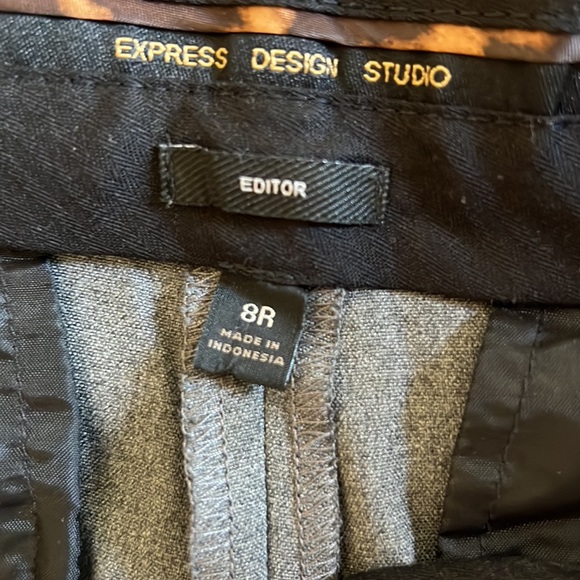 EXPRESS DESIGN STUDIO
EDITOR
8R
MADE IN
INDONESIA